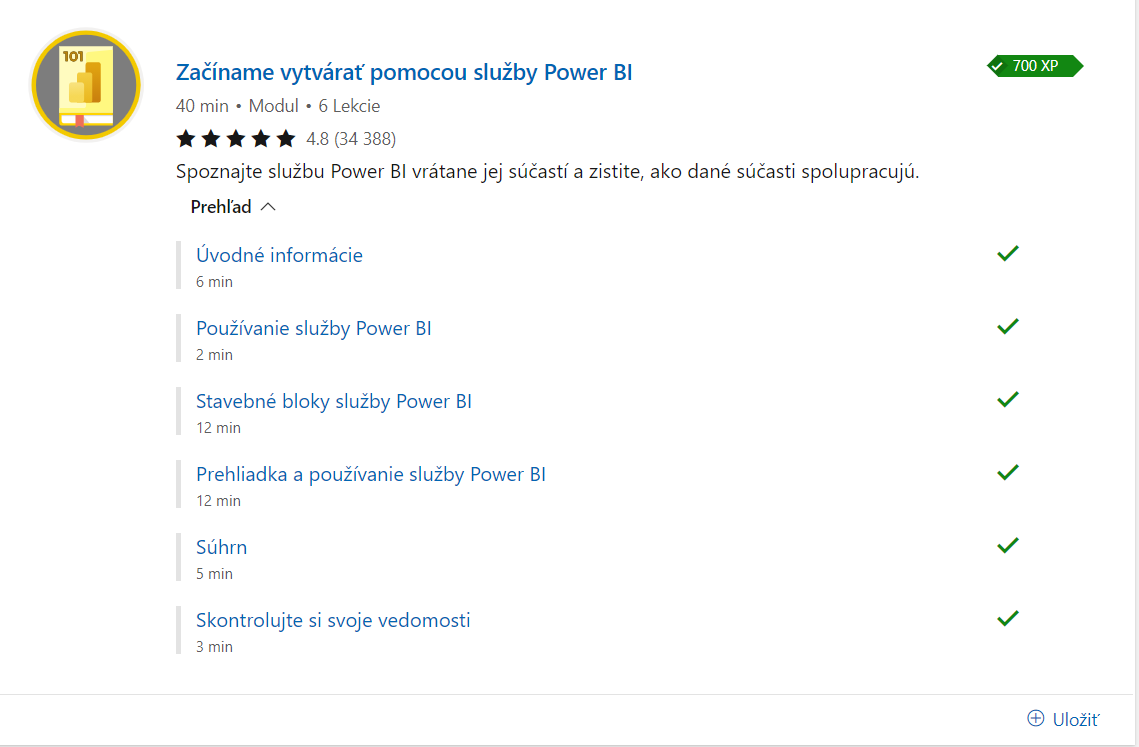 101
Začíname vytvárať pomocou služby Power BI
700 XP
40 min • Modul • 6 Lekcie
4.8 (34 388)
Spoznajte službu Power BI vrátane jej súčastí a zistite, ako dané súčasti spolupracujú.
Prehľad
Úvodné informácie
6 min
Používanie služby Power BI
2 min
Stavebné bloky služby Power BI
12 min
Prehliadka a používanie služby Power BI
12 min
Súhrn
5 min
Skontrolujte si svoje vedomosti
3 min
Uložiť